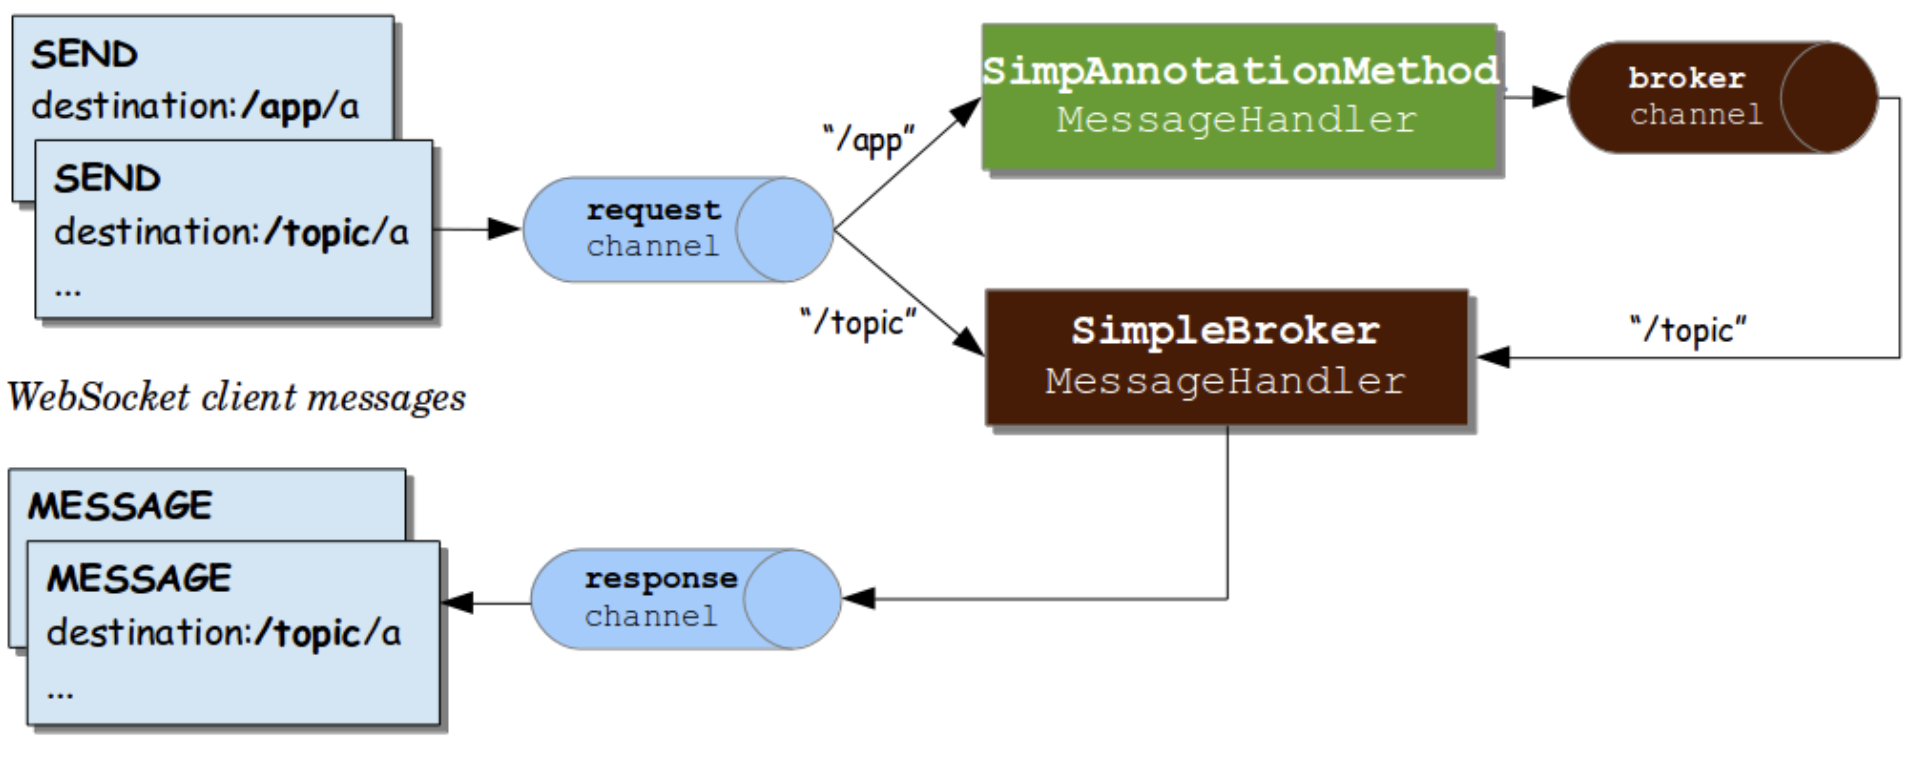 SEND
destination:/app/a
SEND
destination:/topic/a
...
request
channel
“/app”
“/topic”
SimpAnnotationMethod
MessageHandler
broker
channel
SimpleBroker
MessageHandler
“/topic”
WebSocket client messages
MESSAGE
MESSAGE
destination:/topic/a
...
response
channel